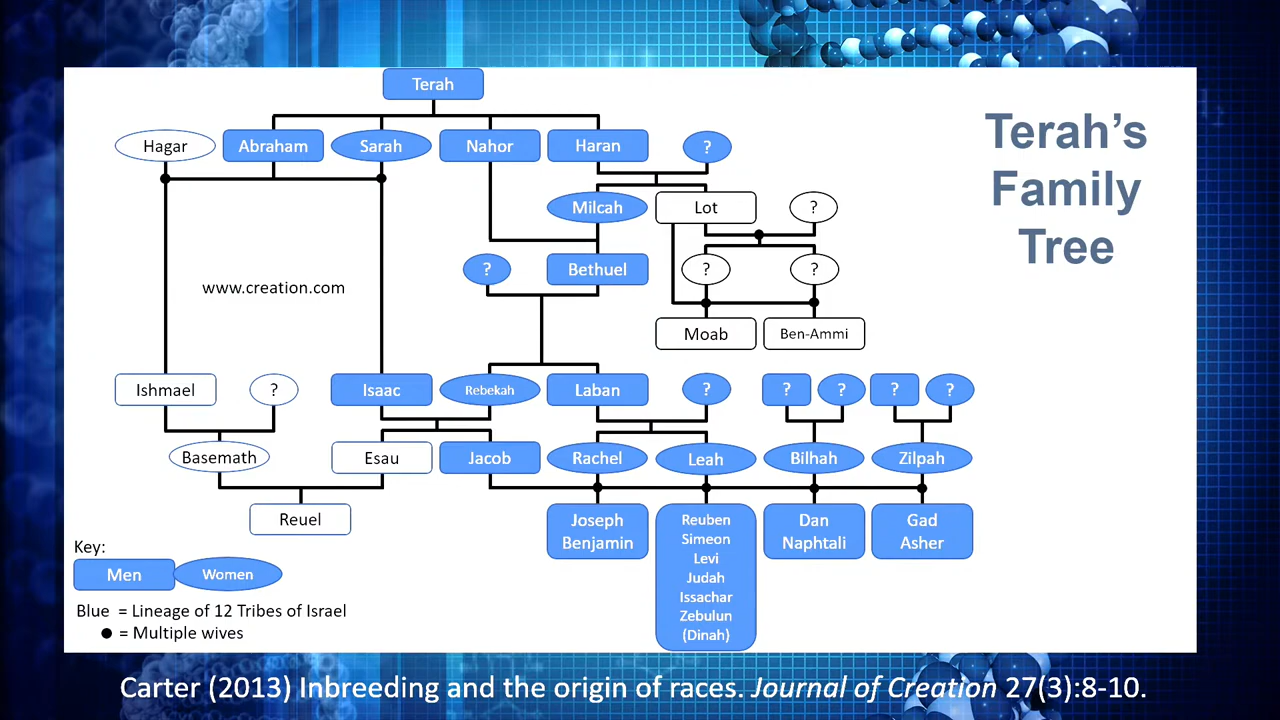 Terah
Terah's
Family
Tree
Hagar
Abraham
Sarah
Nahor
Haran
?
Milcah
Lot
?
?
Bethuel
?
?
www.creation.com
Moab
Ben-Ammi
Ishmael
?
Isaac
Rebekah
Laban
?
?
?
?
?
Basemath
Esau
Jacob
Rachel
Leah
Bilhah
Zilpah
Reuel
Joseph
Benjamin
Reuben
Simeon
Levi
Judah
Issachar
Zebulun
(Dinah)
Dan
Naphtali
Gad
Asher
Key:
Men
Women
Blue = Lineage of 12 Tribes of Israel
● = Multiple wives
Carter (2013) Inbreeding and the origin of races. Journal of Creation 27(3):8-10.